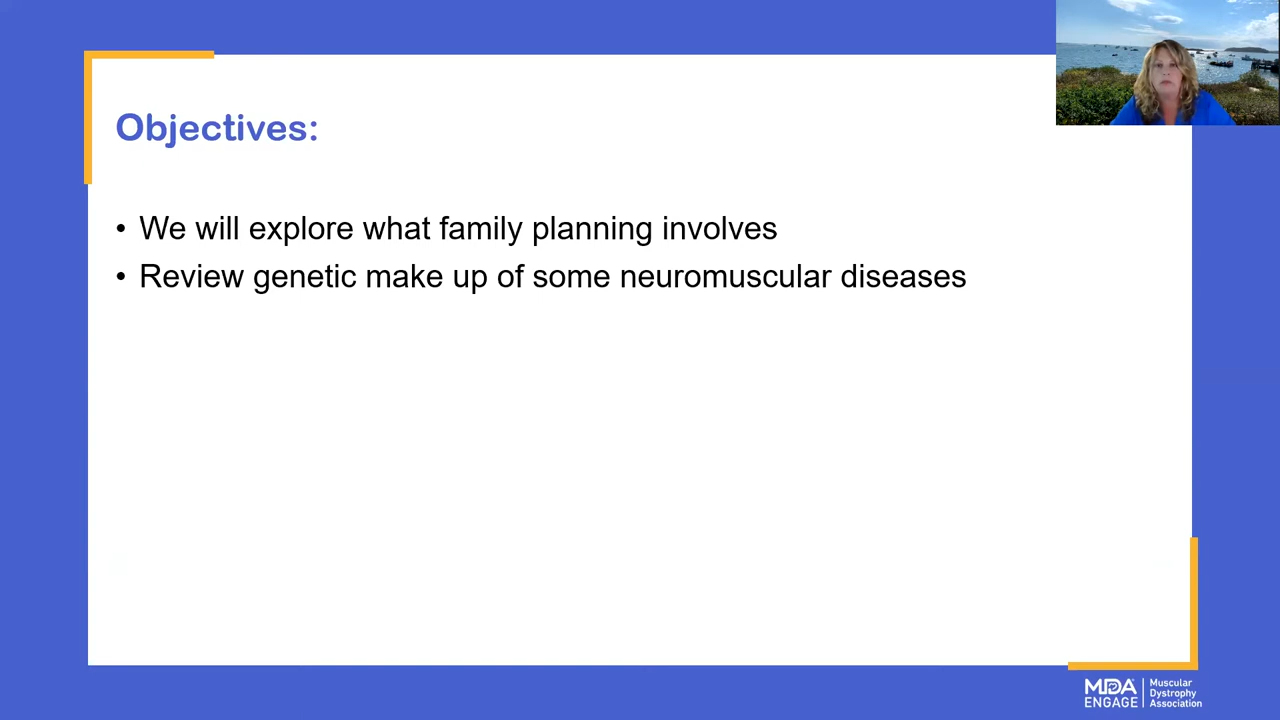 Objectives:
• We will explore what family planning involves
• Review genetic make up of some neuromuscular diseases
MDA
ENGAGE
Muscular
Dystrophy
Association